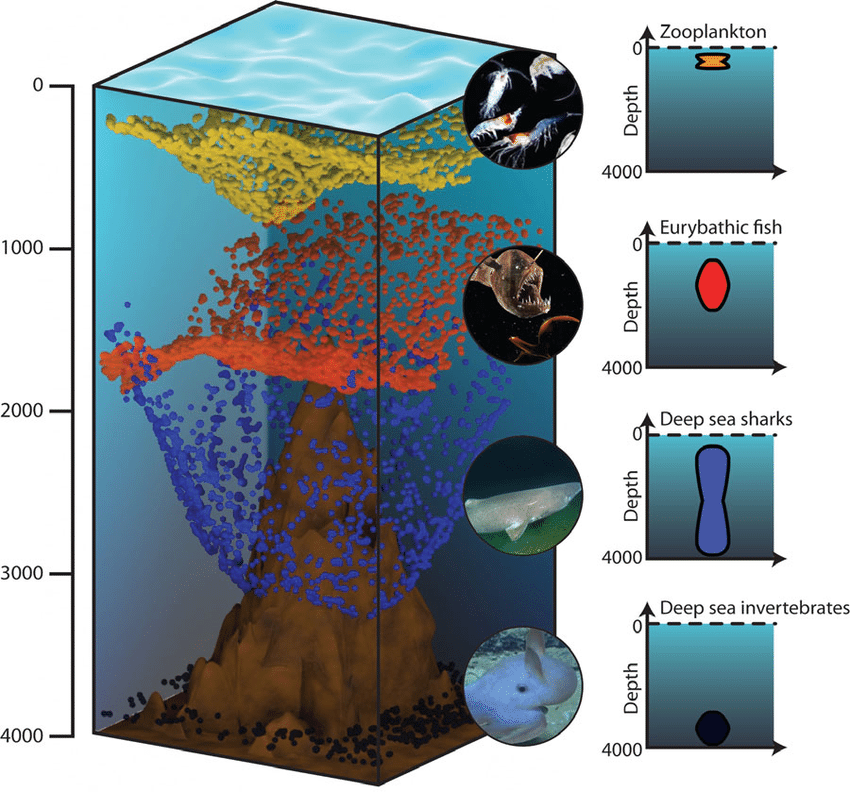 0
1000
2000
3000
4000
Zooplankton
0
Depth
4000
Eurybathic fish
0
Depth
4000
Deep sea sharks
0
Depth
4000
Deep sea invertebrates
0
Depth
4000